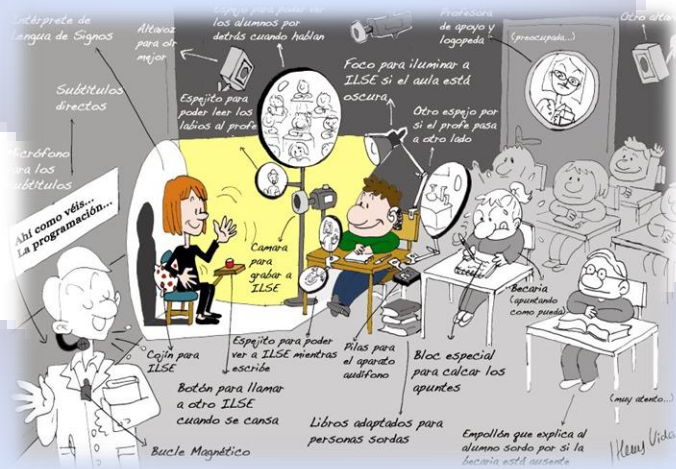 Intérprete de
Lengua de Signos
Altavoz
para oír
mejor
Espejo para poder ver
los alumnos por
detrás cuando hablan
Profesora
de apoyo y
logopeda
(preocupada...)
Otro altavoz
Subtítulos
directos
Espejito para
poder leer los
labios al profe
Foco para iluminar a
ILSE si el aula está
oscura
Otro espejo por
si el profe pasa
a otro lado
Micrófono
para los
subtítulos
Ahí como véis...
La programación...
Camara
para
grabar a
ILSE
Becaria
(apuntando
como pueda)
Cojín para
ILSE
Espejito para poder
ver a ILSE mientras
escribe
Pilas para
el aparato
audífono
Bloc especial
para calcar los
apuntes
Botón para llamar
a otro ILSE
cuando se cansa
Libros adaptados para
personas sordas
(muy atento...)
Bucle Magnético
Empollón que explica al
alumno sordo por si la
becaria está ausente